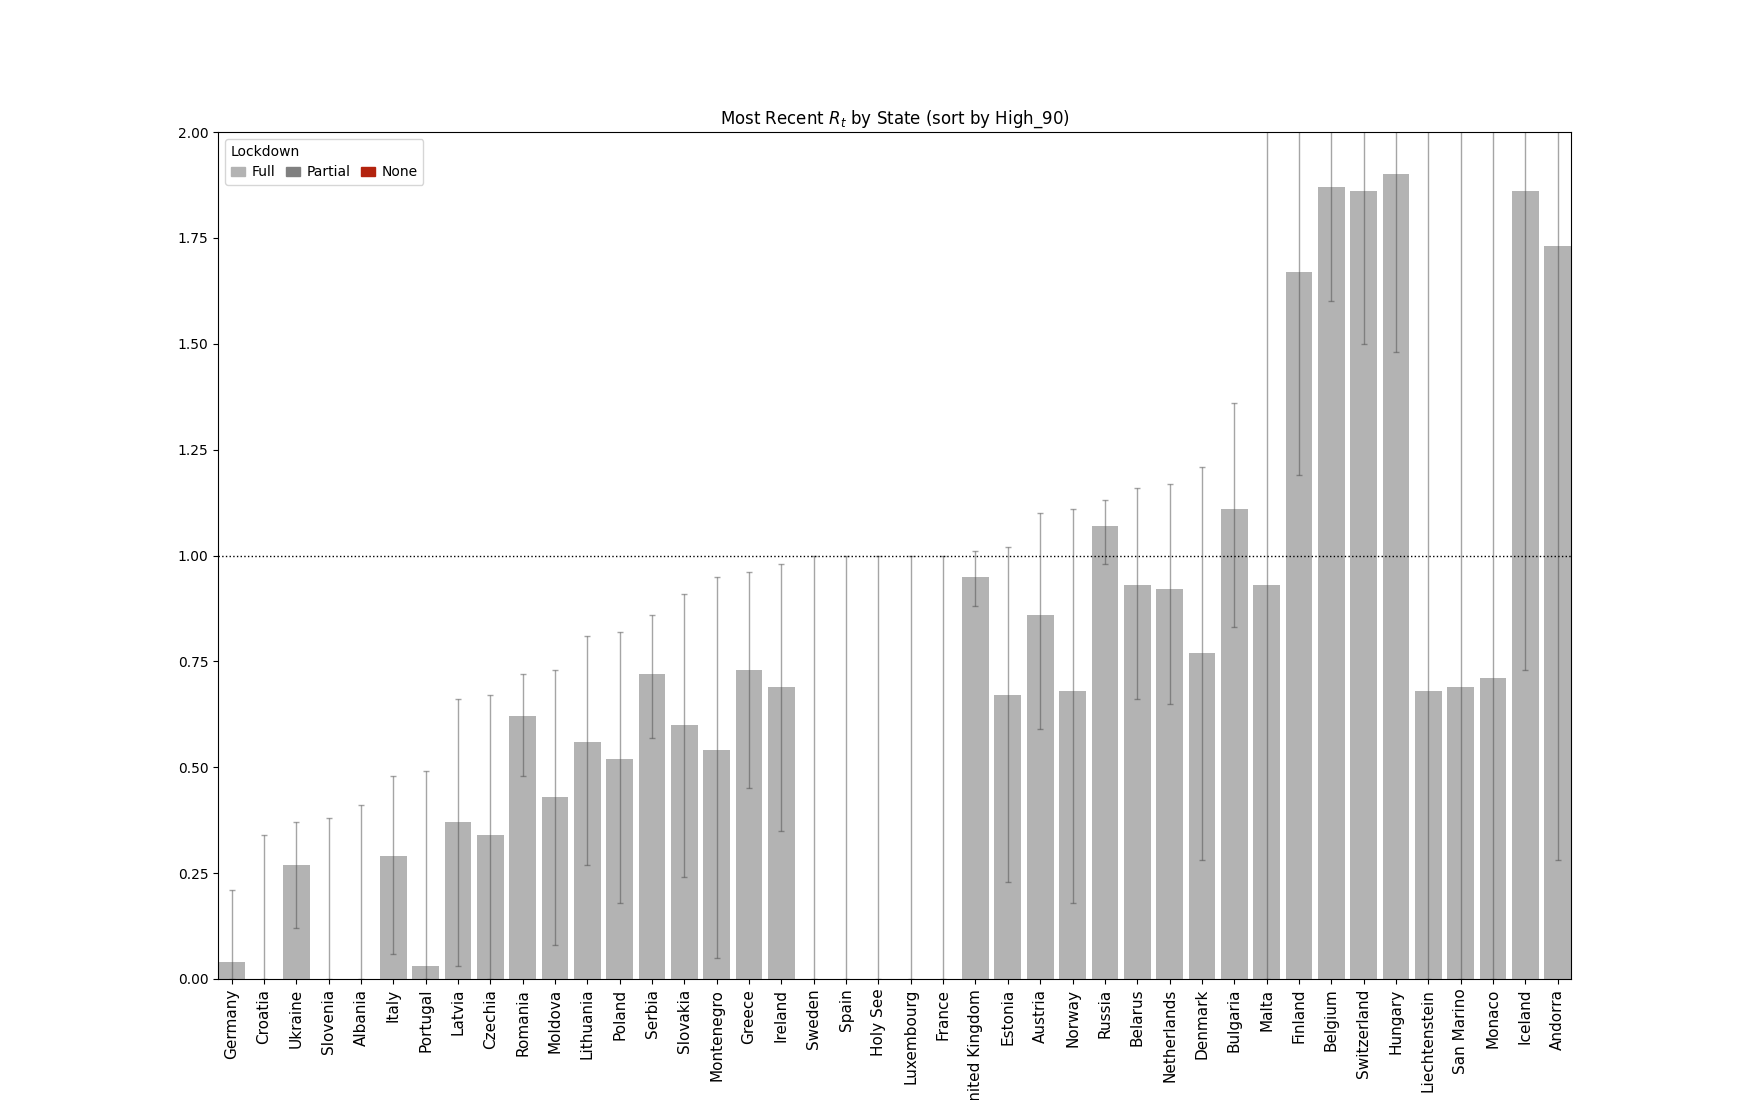 Most Recent R_t by State (sort by High_90)
Lockdown
Full Partial None
2.00
1.75
1.50
1.25
1.00
0.75
0.50
0.25
0.00
Germany
Croatia
Ukraine
Slovenia
Albania
Italy
Portugal
Latvia
Czechia
Romania
Moldova
Lithuania
Poland
Serbia
Slovakia
Montenegro
Greece
Ireland
Sweden
Spain
Holy See
Luxembourg
France
nited Kingdom
Estonia
Austria
Norway
Russia
Belarus
Netherlands
Denmark
Bulgaria
Malta
Finland
Belgium
Switzerland
Hungary
Liechtenstein
San Marino
Monaco
Iceland
Andorra